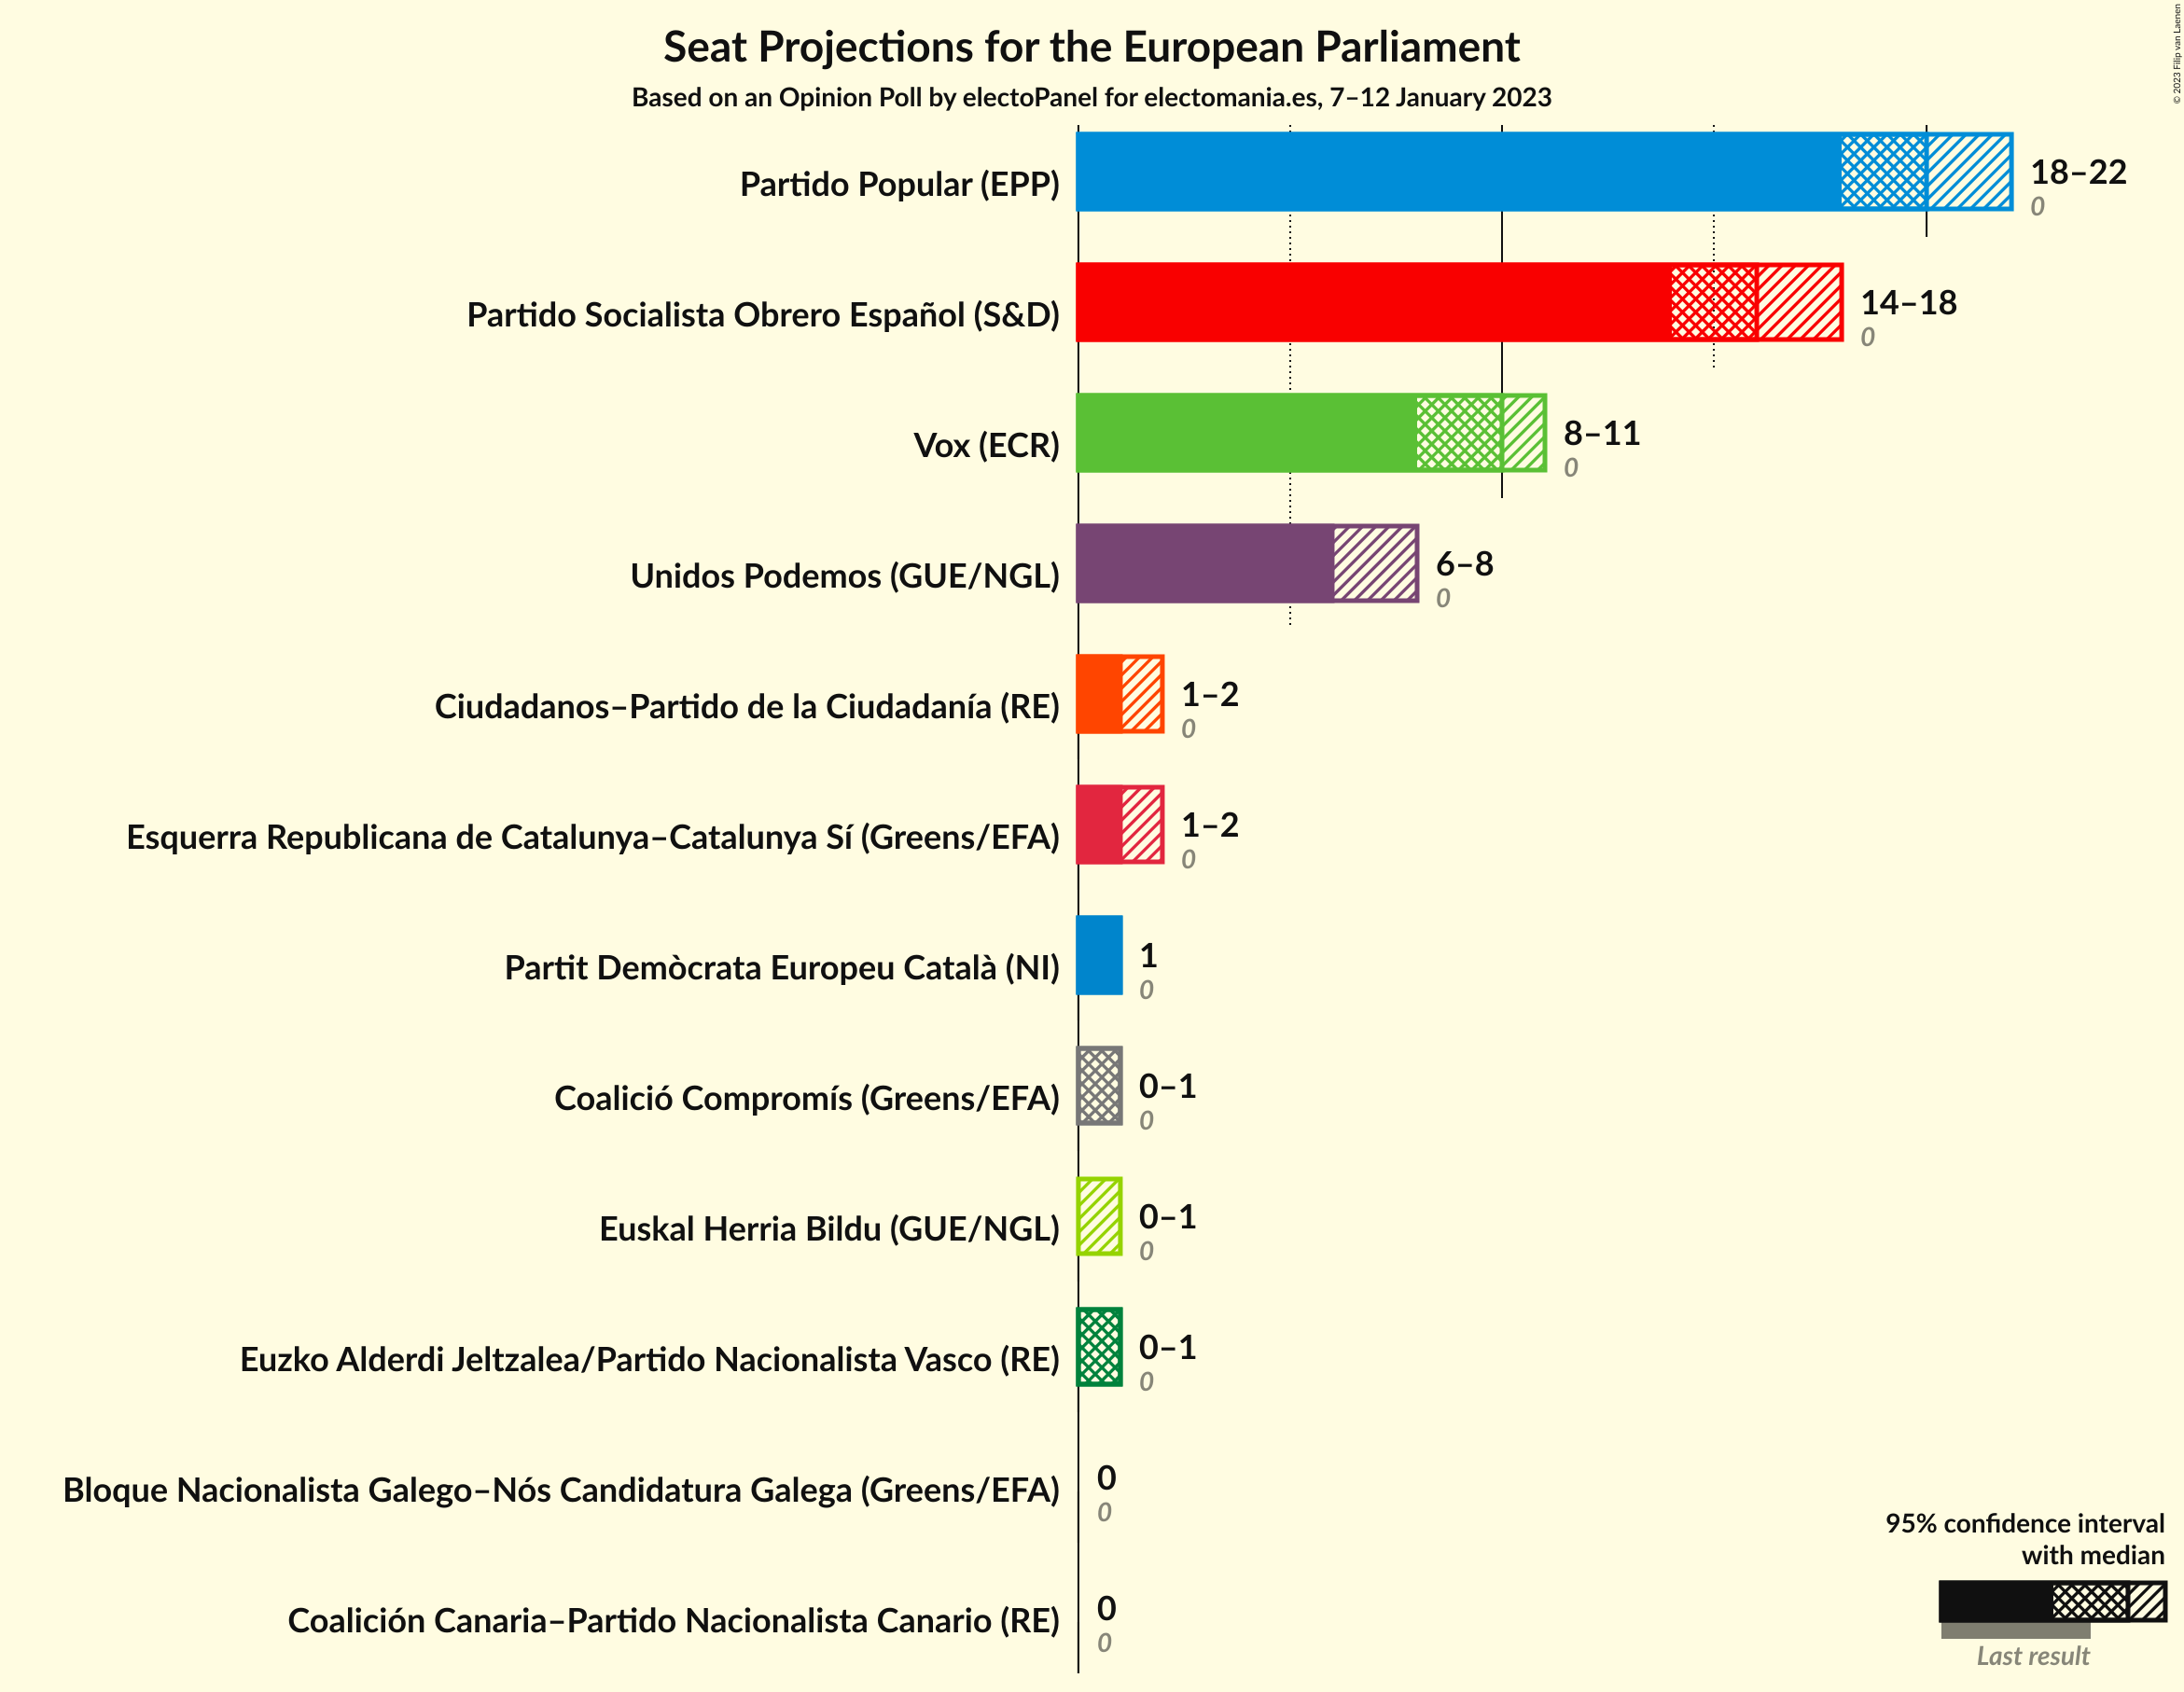 Seat Projections for the European Parliament
Based on an Opinion Poll by electoPanel for electomania.es, 7–12 January 2023
© 2023 Filip van Laenen
Partido Popular (EPP)
18–22
0
Partido Socialista Obrero Español (S&D)
14–18
0
Vox (ECR)
8–11
0
Unidos Podemos (GUE/NGL)
6–8
0
Ciudadanos–Partido de la Ciudadanía (RE)
1–2
0
Esquerra Republicana de Catalunya–Catalunya Sí (Greens/EFA)
1–2
0
Partit Demòcrata Europeu Català (NI)
1
0
Coalició Compromís (Greens/EFA)
0–1
0
Euskal Herria Bildu (GUE/NGL)
0–1
0
Euzko Alderdi Jeltzalea/Partido Nacionalista Vasco (RE)
0–1
0
Bloque Nacionalista Galego–Nós Candidatura Galega (Greens/EFA)
0
0
Coalición Canaria–Partido Nacionalista Canario (RE)
0
0
95% confidence interval
with median
Last result